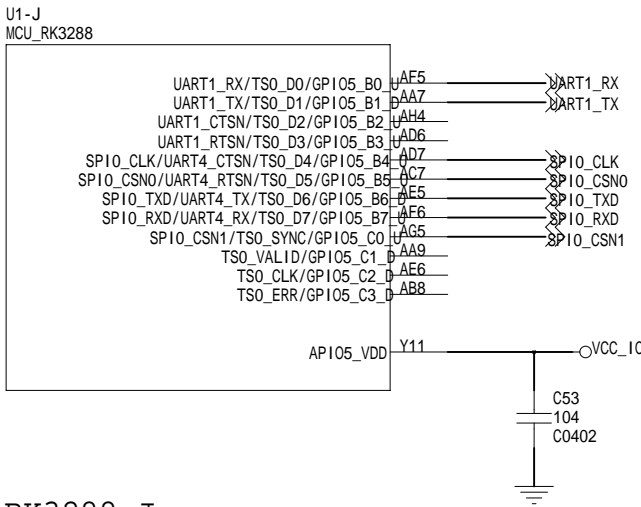 U1-J
MCU_RK3288
UART1_RX/TS0_D0/GPIO5_B0_U AF5 UART1_RX
UART1_TX/TS0_D1/GPIO5_B1_D AA7 UART1_TX
UART1_CTSN/TS0_D2/GPIO5_B2_U AH4
UART1_RTSN/TS0_D3/GPIO5_B3_U AD6
SPI0_CLK/UART4_CTSN/TS0_D4/GPIO5_B4_U AD7 SPI0_CLK
SPI0_CSN0/UART4_RTSN/TS0_D5/GPIO5_B5_U AC7 SPI0_CSN0
SPI0_TXD/UART4_TX/TS0_D6/GPIO5_B6_D AE5 SPI0_TXD
SPI0_RXD/UART4_RX/TS0_D7/GPIO5_B7_U AF6 SPI0_RXD
SPI0_CSN1/TS0_SYNC/GPIO5_C0_U AG5 SPI0_CSN1
TS0_VALID/GPIO5_C1_D AA9
TS0_CLK/GPIO5_C2_D AE6
TS0_ERR/GPIO5_C3_D AB8
APIO5_VDD Y11 VCC_IO
C53
104
C0402